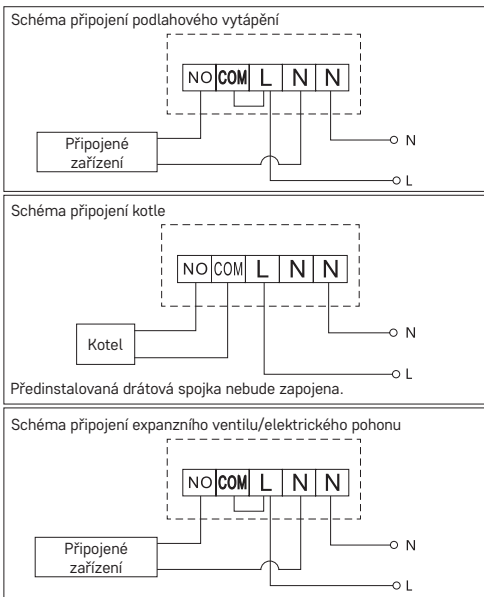 Schéma připojení podlahového vytápění
NO COM L N N
Připojené
zařízení
N
L
Schéma připojení kotle
NO COM L N N
Kotel
N
L
Předinstalovaná drátová spojka nebude zapojena.
Schéma připojení expanzního ventilu/elektrického pohonu
NO COM L N N
Připojené
zařízení
N
L